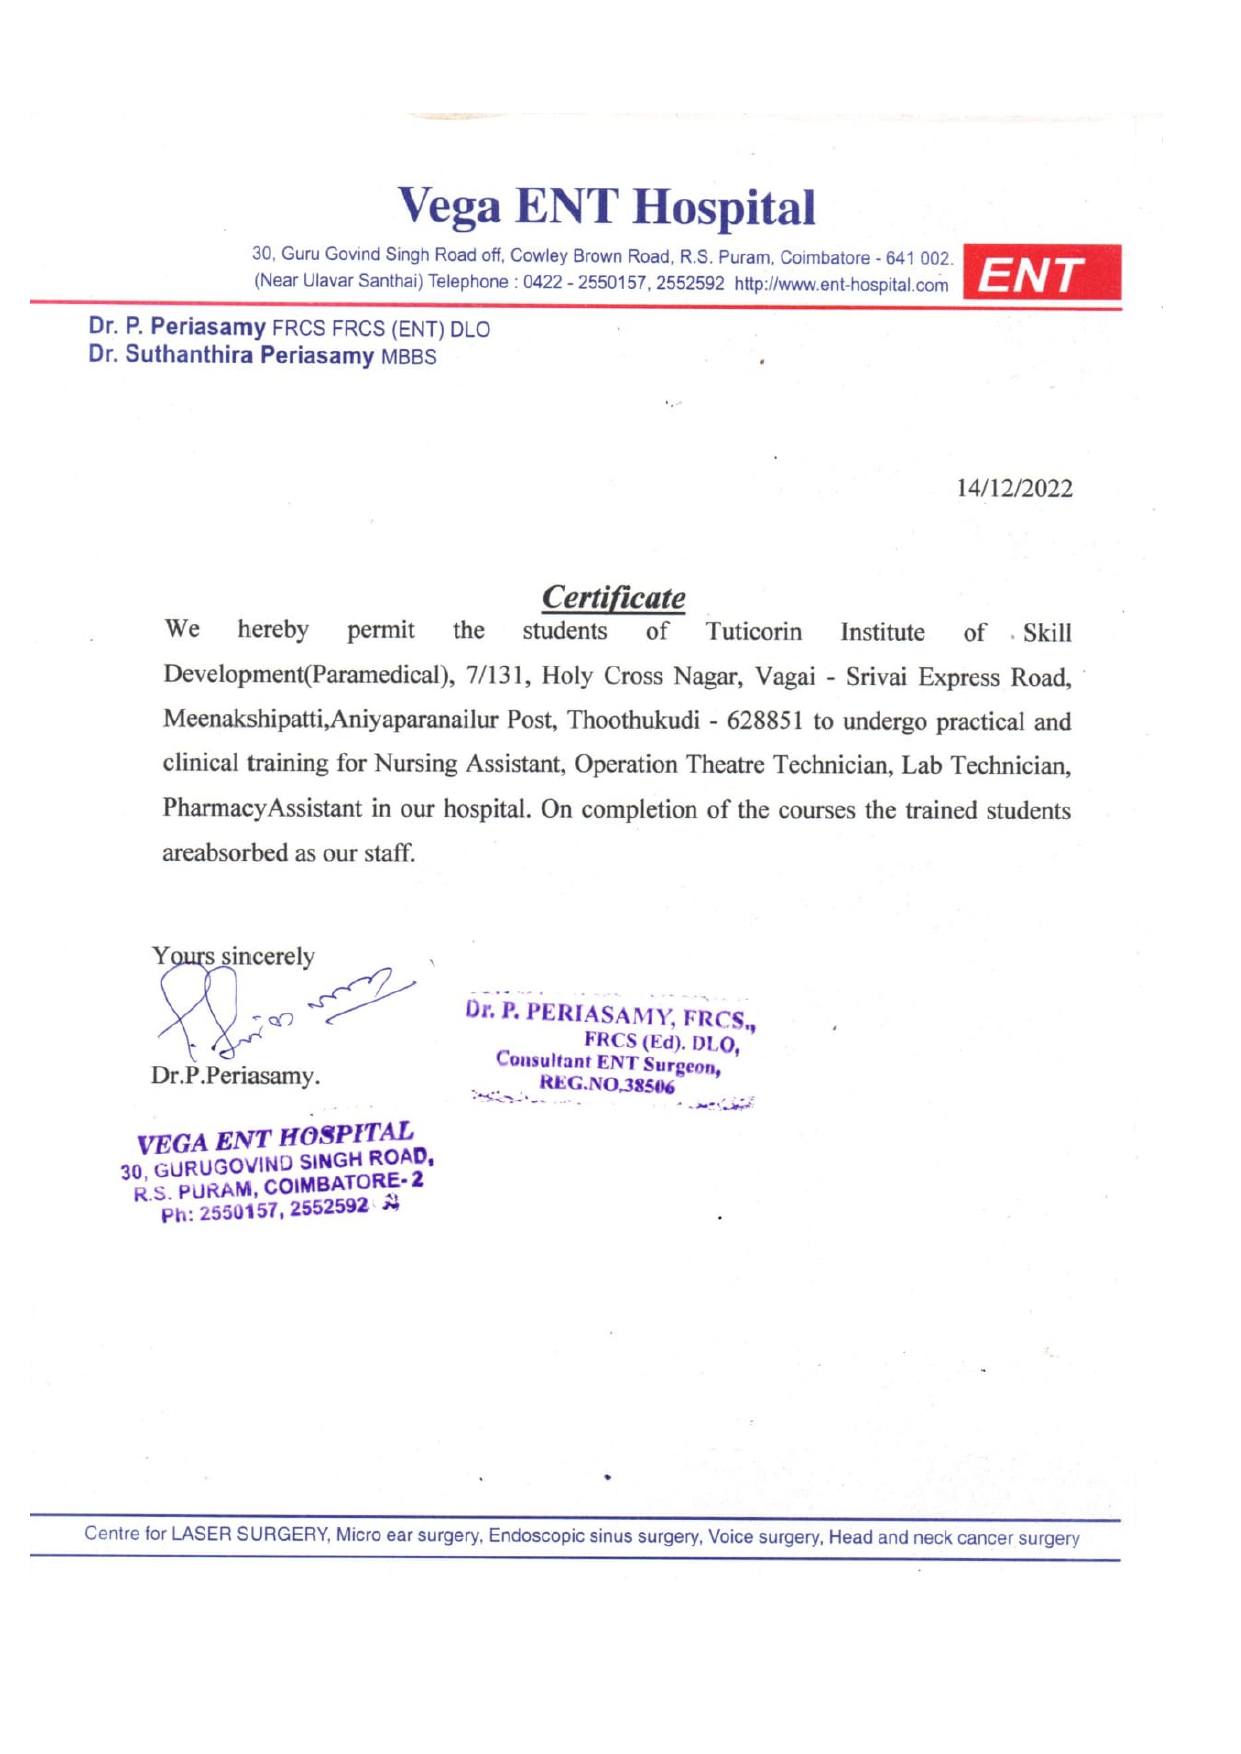 Vega ENT Hospital
30, Guru Govind Singh Road off, Cowley Brown Road, R.S. Puram, Coimbatore - 641 002.
(Near Ulavar Santhai) Telephone : 0422 - 2550157, 2552592 http://www.ent-hospital.com
ENT
Dr. P. Periasamy FRCS FRCS (ENT) DLO
Dr. Suthanthira Periasamy MBBS
14/12/2022
Certificate
We hereby permit the students of Tuticorin Institute of Skill
Development(Paramedical), 7/131, Holy Cross Nagar, Vagai - Srivai Express Road,
Meenakshipatti,Aniyaparanailur Post, Thoothukudi - 628851 to undergo practical and
clinical training for Nursing Assistant, Operation Theatre Technician, Lab Technician,
PharmacyAssistant in our hospital. On completion of the courses the trained students
areabsorbed as our staff.
Yours sincerely
Dr.P.Periasamy.
Dr. P. PERIASAMY, FRCS.,
FRCS (Ed). DLO,
Consultant ENT Surgeon,
REG.NO.38506
VEGA ENT HOSPITAL
30, GURUGOVIND SINGH ROAD,
R.S. PURAM, COIMBATORE-2
Ph: 2550157, 2552592
Centre for LASER SURGERY, Micro ear surgery, Endoscopic sinus surgery, Voice surgery, Head and neck cancer surgery